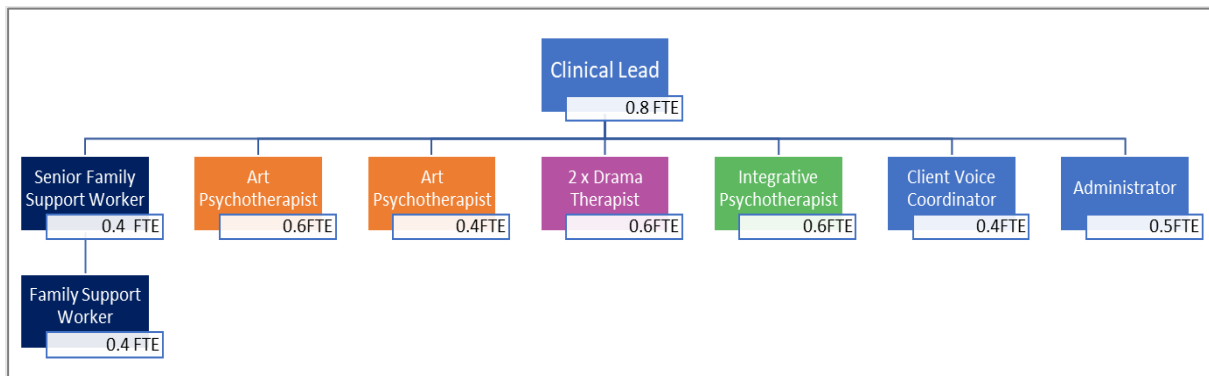 Clinical Lead
0.8 FTE
Senior Family
Support Worker
0.4 FTE
Art
Psychotherapist
0.6FTE
Art
Psychotherapist
0.4FTE
2 x Drama
Therapist
0.6FTE
Integrative
Psychotherapist
0.6FTE
Client Voice
Coordinator
0.4FTE
Administrator
0.5FTE
Family Support
Worker
0.4 FTE